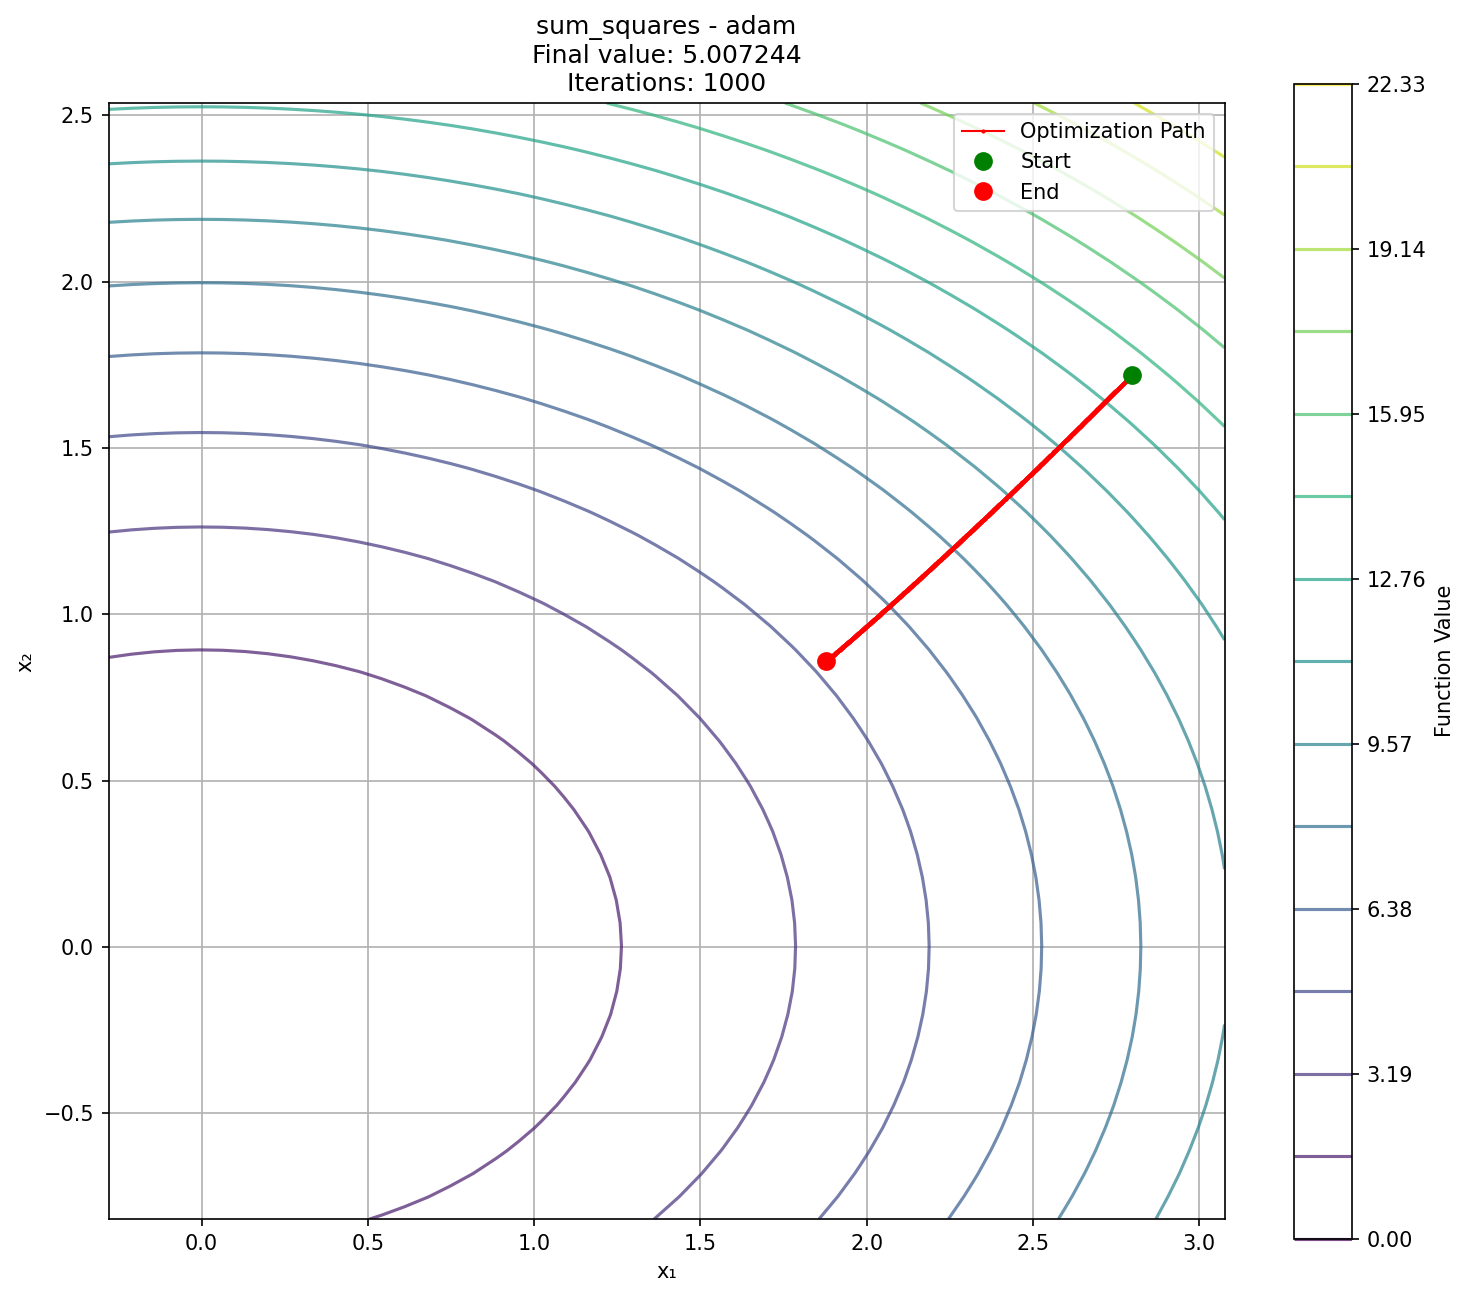 sum_squares - adam
Final value: 5.007244
Iterations: 1000
Optimization Path
Start
End
2.5
2.0
1.5
1.0
0.5
0.0
−0.5
x₂
0.0
0.5
1.0
1.5
2.0
2.5
3.0
x₁
22.33
19.14
15.95
12.76
9.57
6.38
3.19
0.00
Function Value